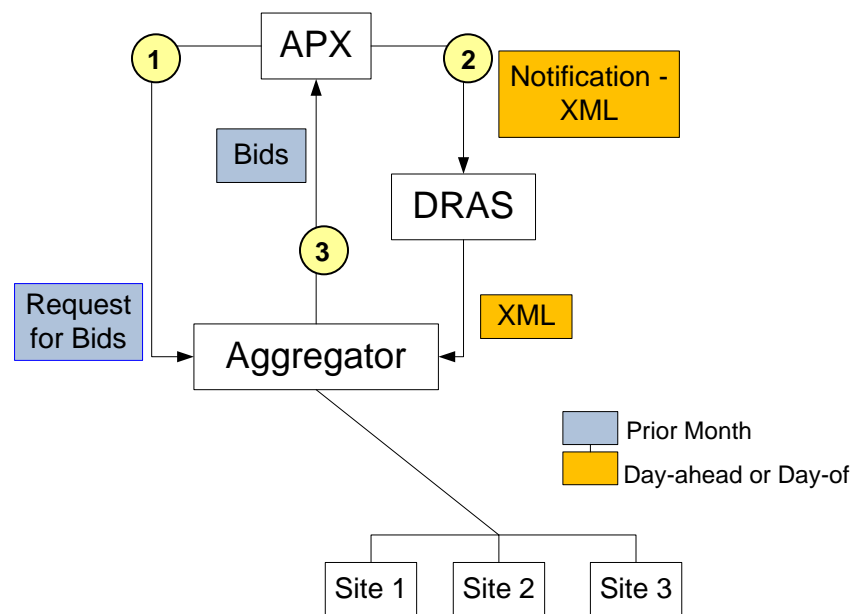 1
APX
2
Notification -
XML
Bids
DRAS
3
Request
for Bids
XML
Aggregator
Prior Month
Day-ahead or Day-of
Site 1
Site 2
Site 3